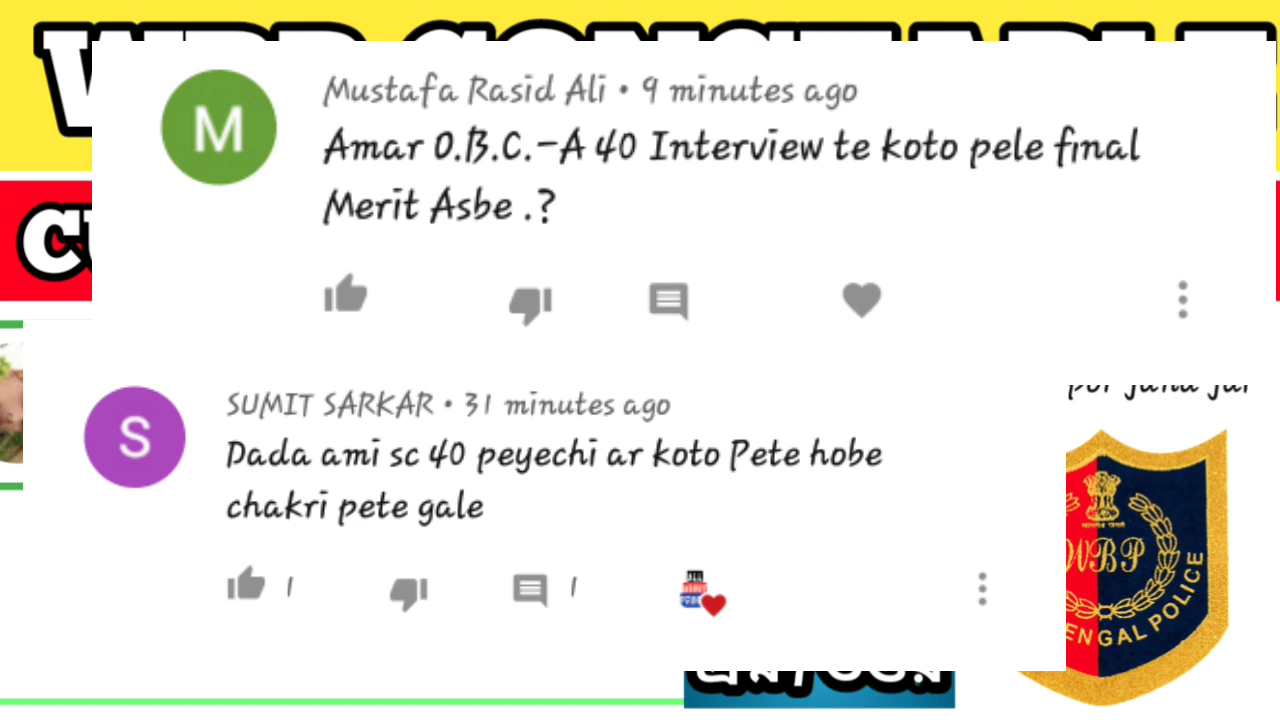 Mustafa Rasid Ali • 9 minutes ago
Amar O.B.C.-A 40 Interview te koto pele final
Merit Asbe .?
SUMIT SARKAR • 31 minutes ago
Dada ami sc 40 peyechi ar koto Pete hobe
chakri pete gale
1 1
M
S
WBP